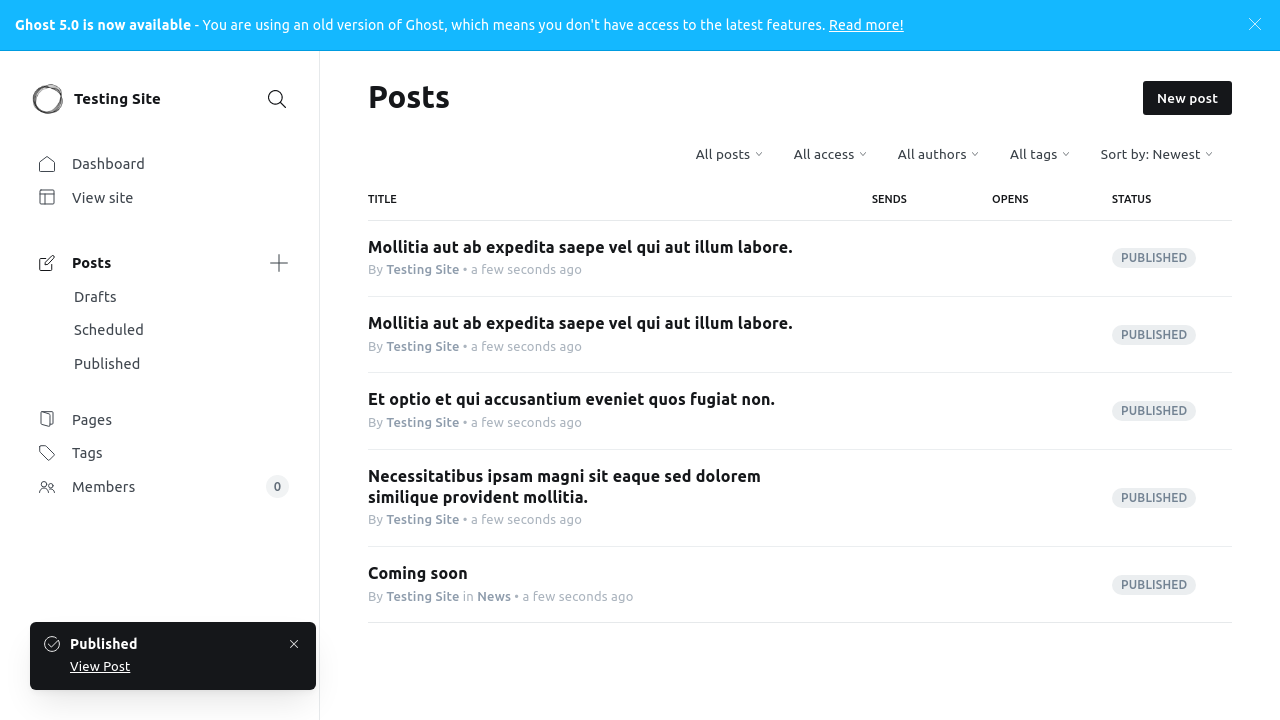 Ghost 5.0 is now available - You are using an old version of Ghost, which means you don't have access to the latest features. Read more!
Testing Site
Dashboard
View site
Posts
Drafts
Scheduled
Published
Pages
Tags
Members 0
Published
View Post
Posts
New post
All posts All access All authors All tags Sort by: Newest
TITLE SENDS OPENS STATUS
Mollitia aut ab expedita saepe vel qui aut illum labore.
By Testing Site • a few seconds ago
PUBLISHED
Mollitia aut ab expedita saepe vel qui aut illum labore.
By Testing Site • a few seconds ago
PUBLISHED
Et optio et qui accusantium eveniet quos fugiat non.
By Testing Site • a few seconds ago
PUBLISHED
Necessitatibus ipsam magni sit eaque sed dolorem
similique provident mollitia.
By Testing Site • a few seconds ago
PUBLISHED
Coming soon
By Testing Site in News • a few seconds ago
PUBLISHED